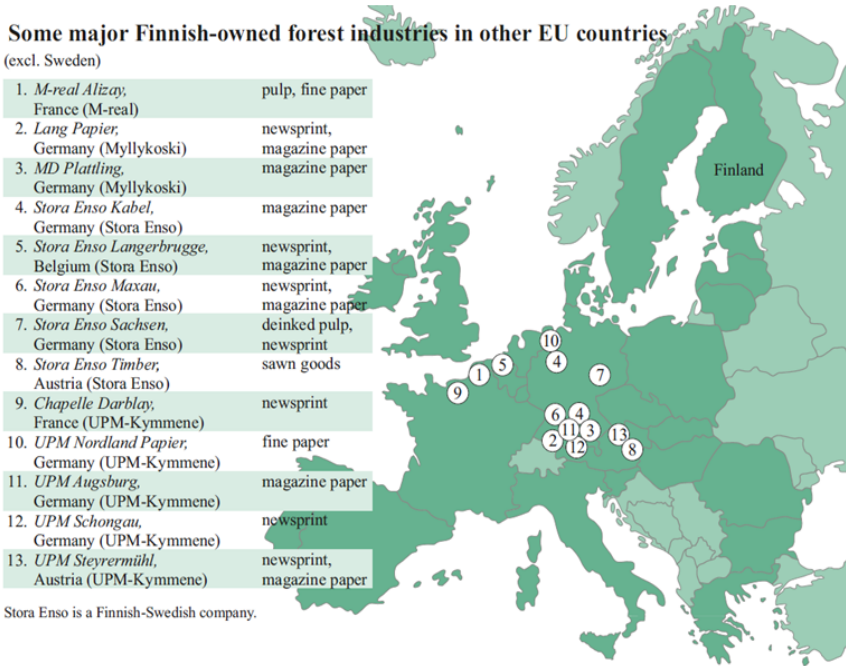 Some major Finnish-owned forest industries in other EU countries
(excl. Sweden)
1. M-real Alizay, pulp, fine paper
France (M-real)
2. Lang Papier, newsprint,
Germany (Myllykoski) magazine paper
3. MD Plattling, magazine paper
Germany (Myllykoski)
4. Stora Enso Kabel, magazine paper
Germany (Stora Enso)
5. Stora Enso Langerbrugge, newsprint,
Belgium (Stora Enso) magazine paper
6. Stora Enso Maxau, newsprint,
Germany (Stora Enso) magazine paper
7. Stora Enso Sachsen, deinked pulp,
Germany (Stora Enso) newsprint
8. Stora Enso Timber, sawn goods
Austria (Stora Enso)
9. Chapelle Darblay, newsprint
France (UPM-Kymmene)
10. UPM Nordland Papier, fine paper
Germany (UPM-Kymmene)
11. UPM Augsburg, magazine paper
Germany (UPM-Kymmene)
12. UPM Schongau, newsprint
Germany (UPM-Kymmene)
13. UPM Steyrermühl, newsprint,
Austria (UPM-Kymmene) magazine paper
Stora Enso is a Finnish-Swedish company.
Finland
10
4
5
1
7
9
6
4
11
3
13
2
12
8